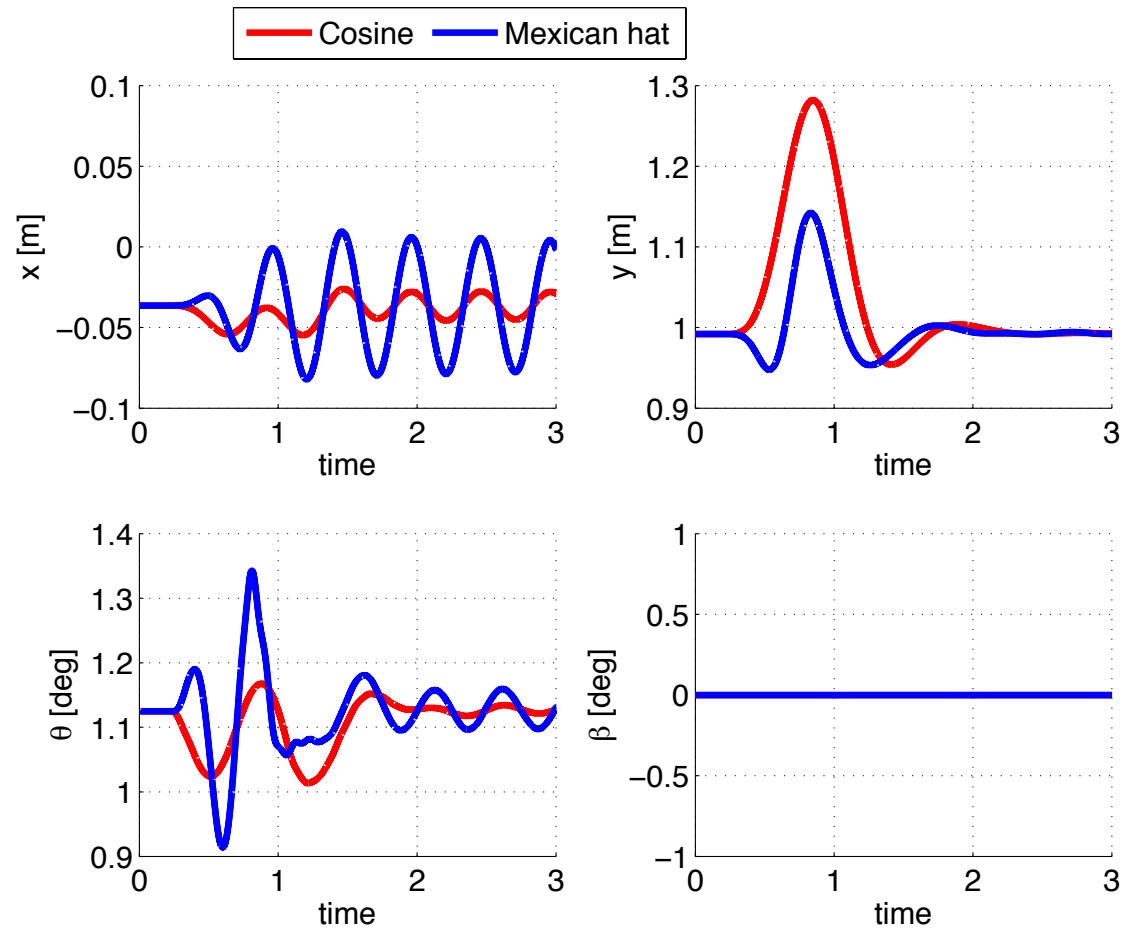 Cosine Mexican hat
0.1
0.05
0
−0.05
−0.1
x [m]
0 1 2 3
time
1.3
1.2
1.1
1
0.9
y [m]
0 1 2 3
time
1.4
1.3
1.2
1.1
1
0.9
θ [deg]
0 1 2 3
time
1
0.5
0
−0.5
−1
β [deg]
0 1 2 3
time